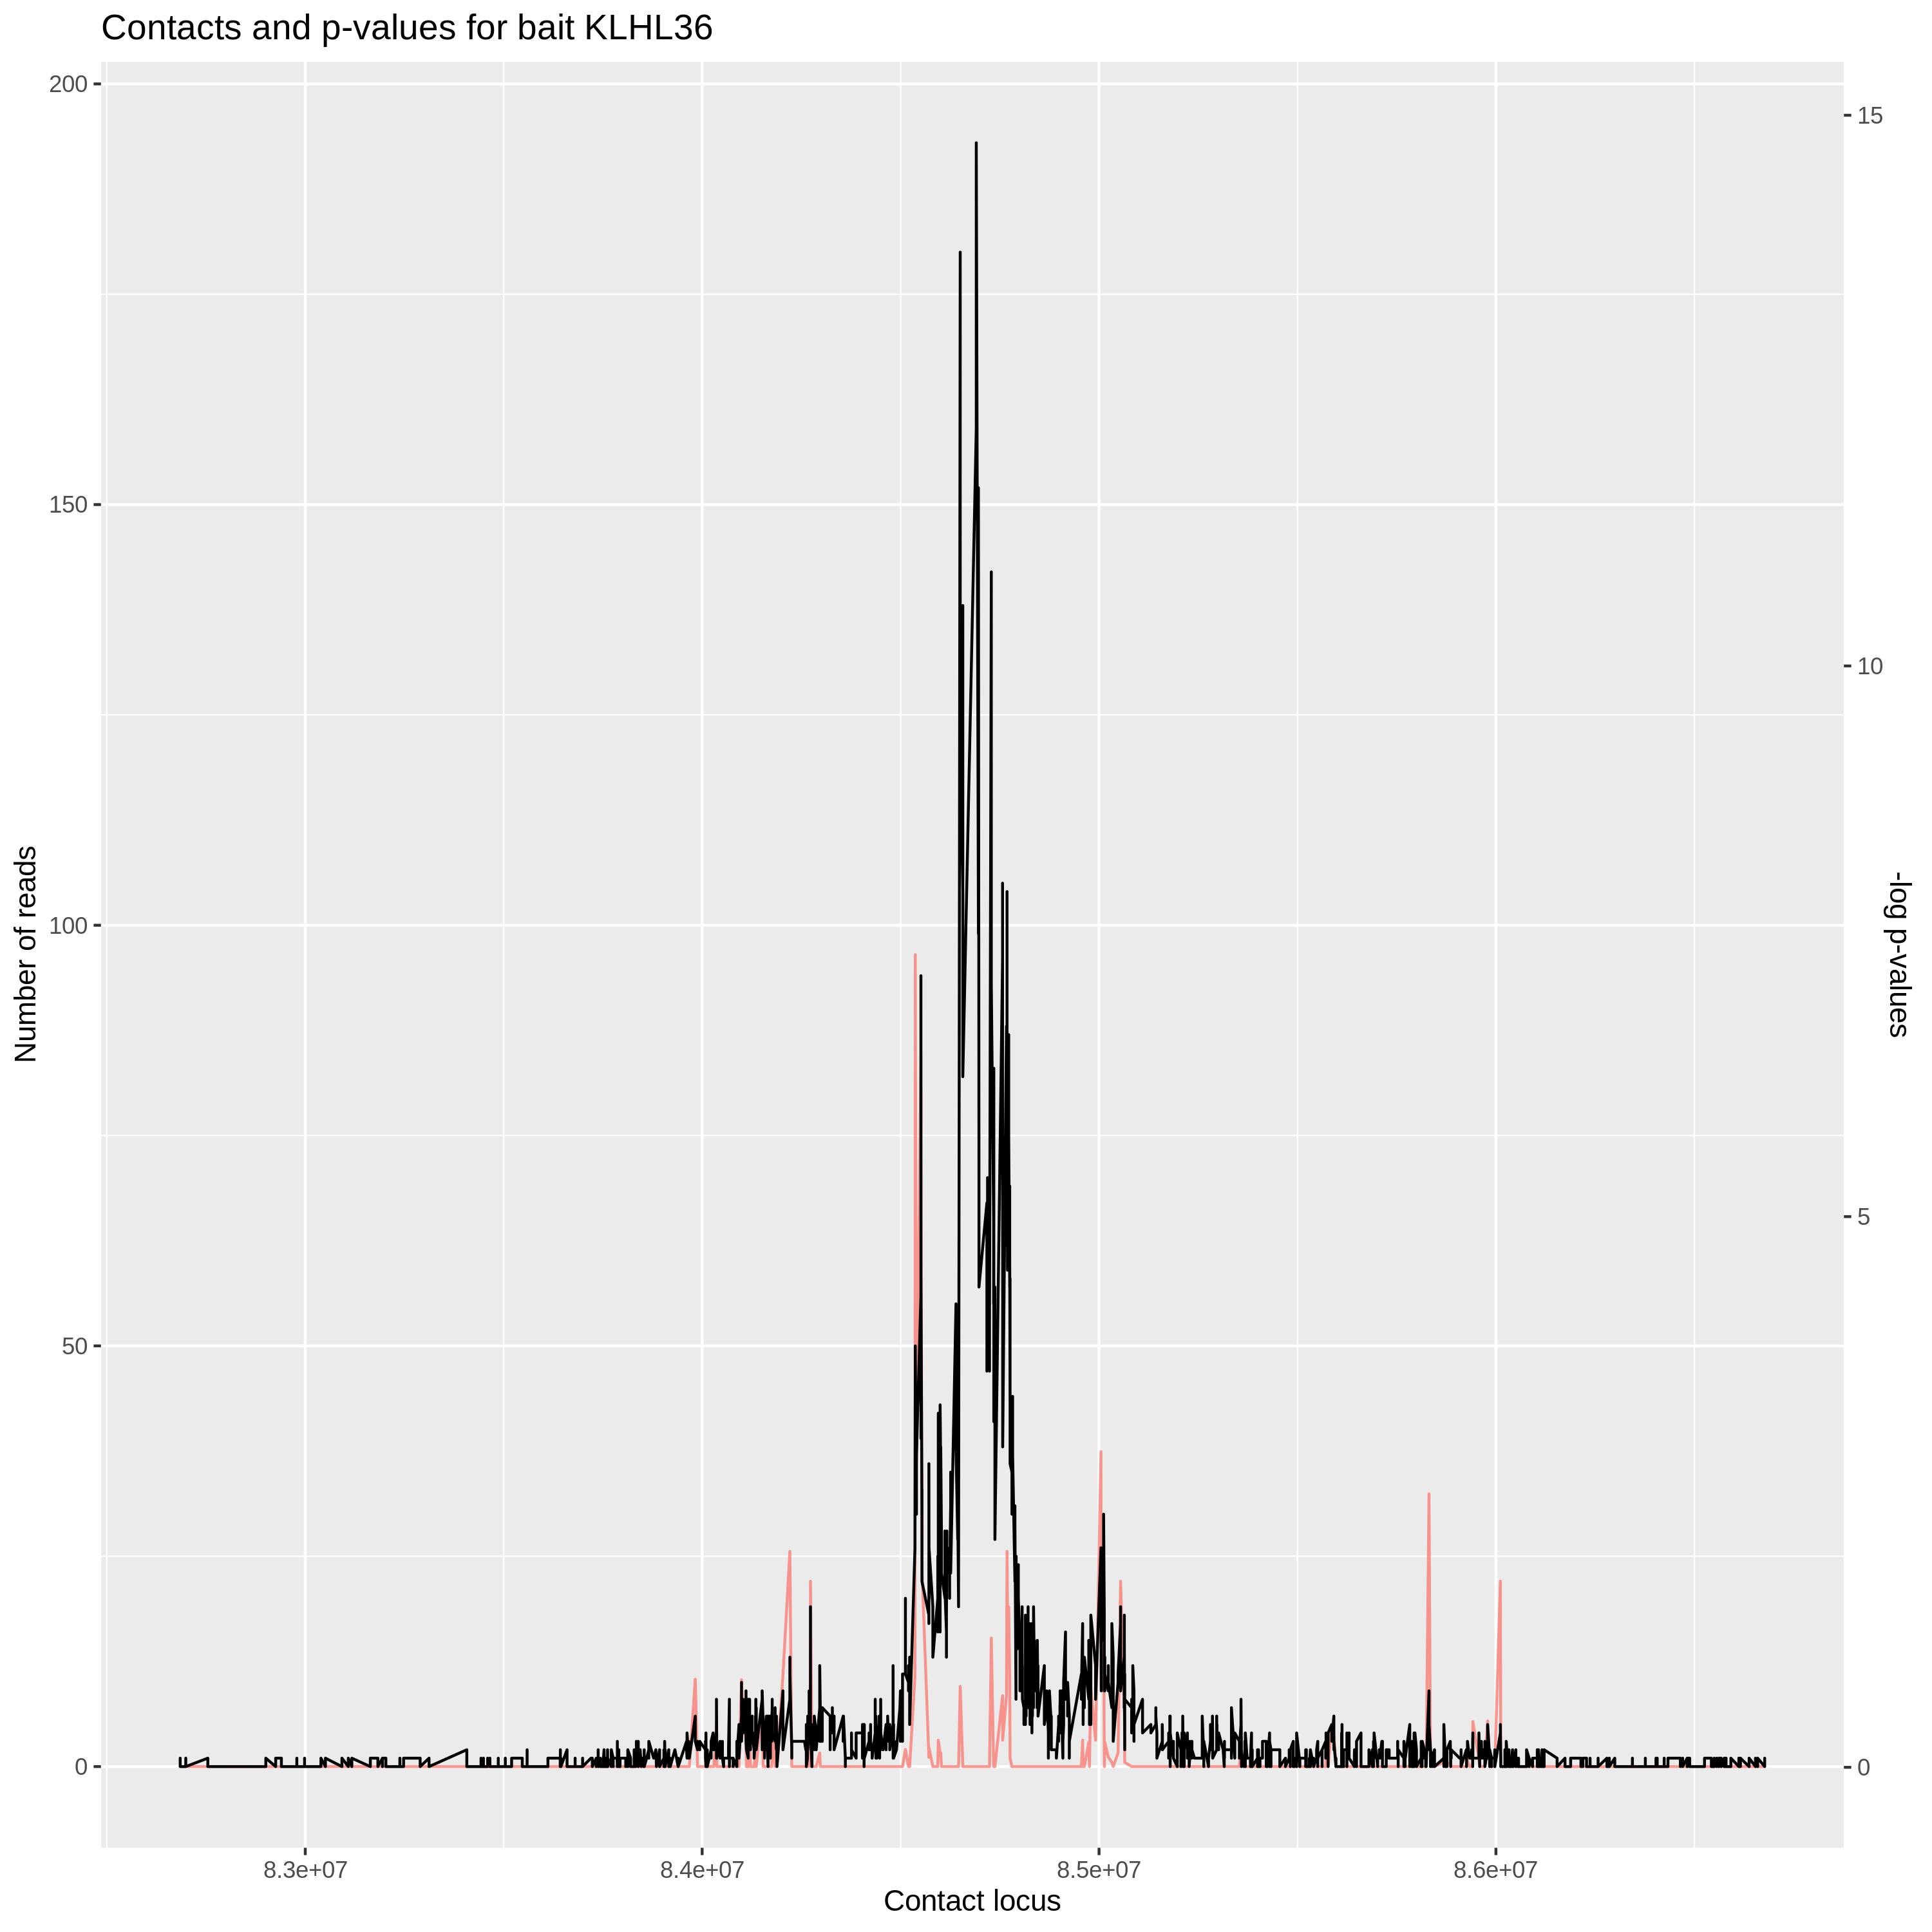 Contacts and p-values for bait KLHL36
200
150
100
50
0
15
10
5
0
Number of reads
-log p-values
8.3e+07 8.4e+07 8.5e+07 8.6e+07
Contact locus